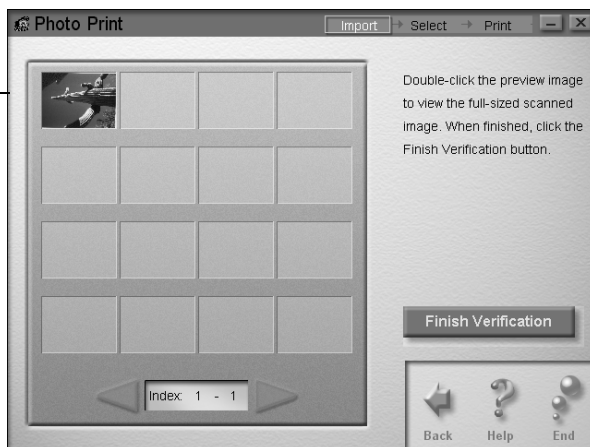 Photo Print
Import Select Print
Double-click the preview image
to view the full-sized scanned
image. When finished, click the
Finish Verification button.
Finish Verification
Index: 1 - 1
Back Help End